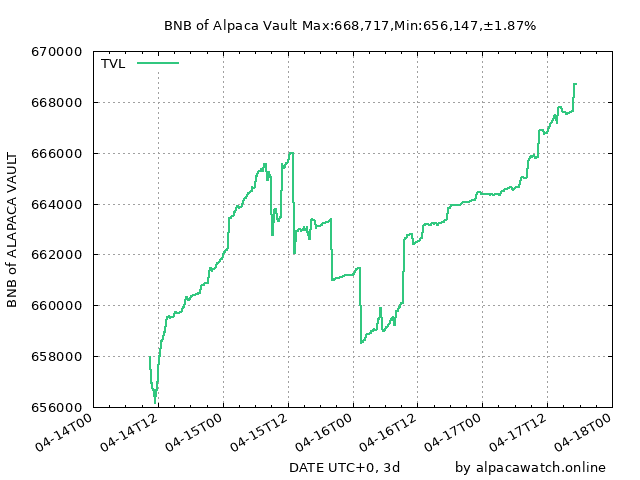 BNB of Alpaca Vault Max:668,717,Min:656,147,±1.87%
TVL
670000
668000
666000
664000
662000
660000
658000
656000
BNB of ALAPACA VAULT
04-14T00
04-14T12
04-15T00
04-15T12
04-16T00
04-16T12
04-17T00
04-17T12
04-18T00
DATE UTC+0, 3d
by alpacawatch.online